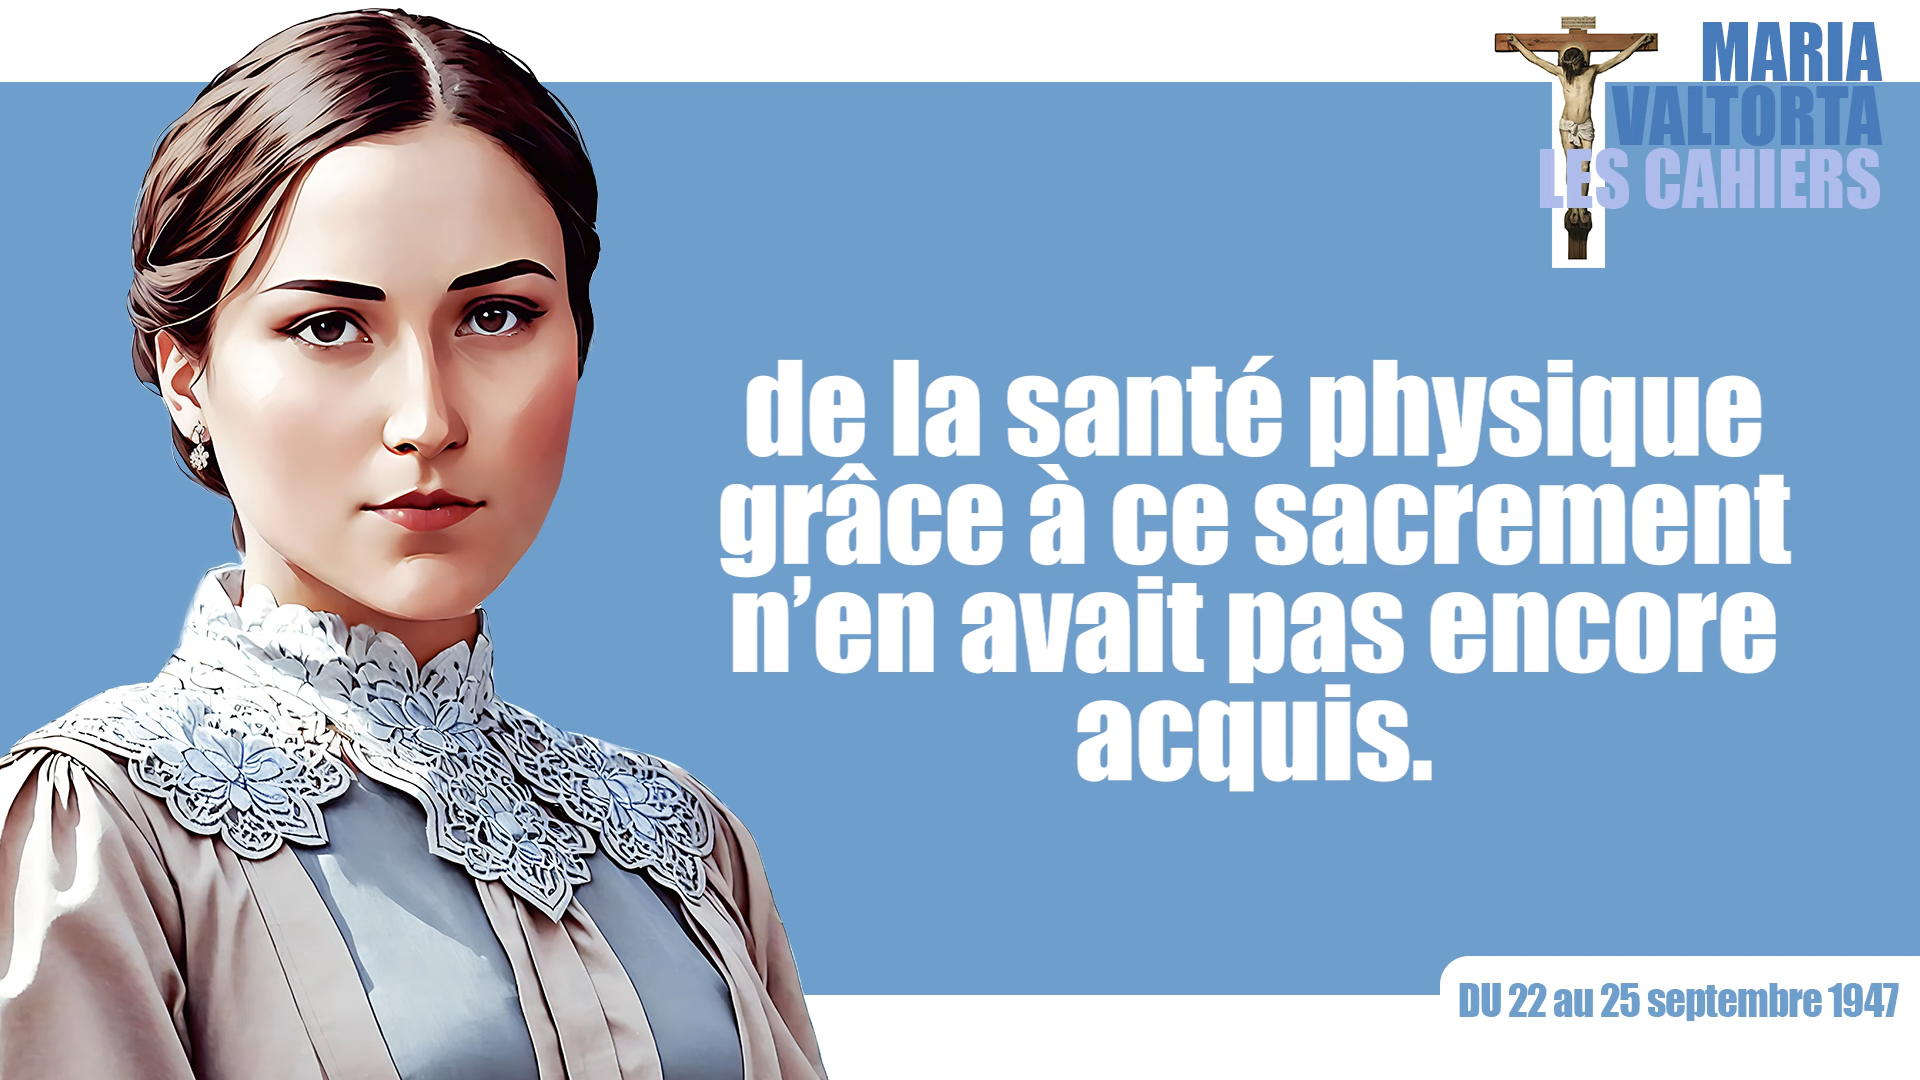 MARIA
VALTORTA
LES CAHIERS
de la santé physique
grâce à ce sacrement
n’en avait pas encore
acquis.
DU 22 au 25 septembre 1947